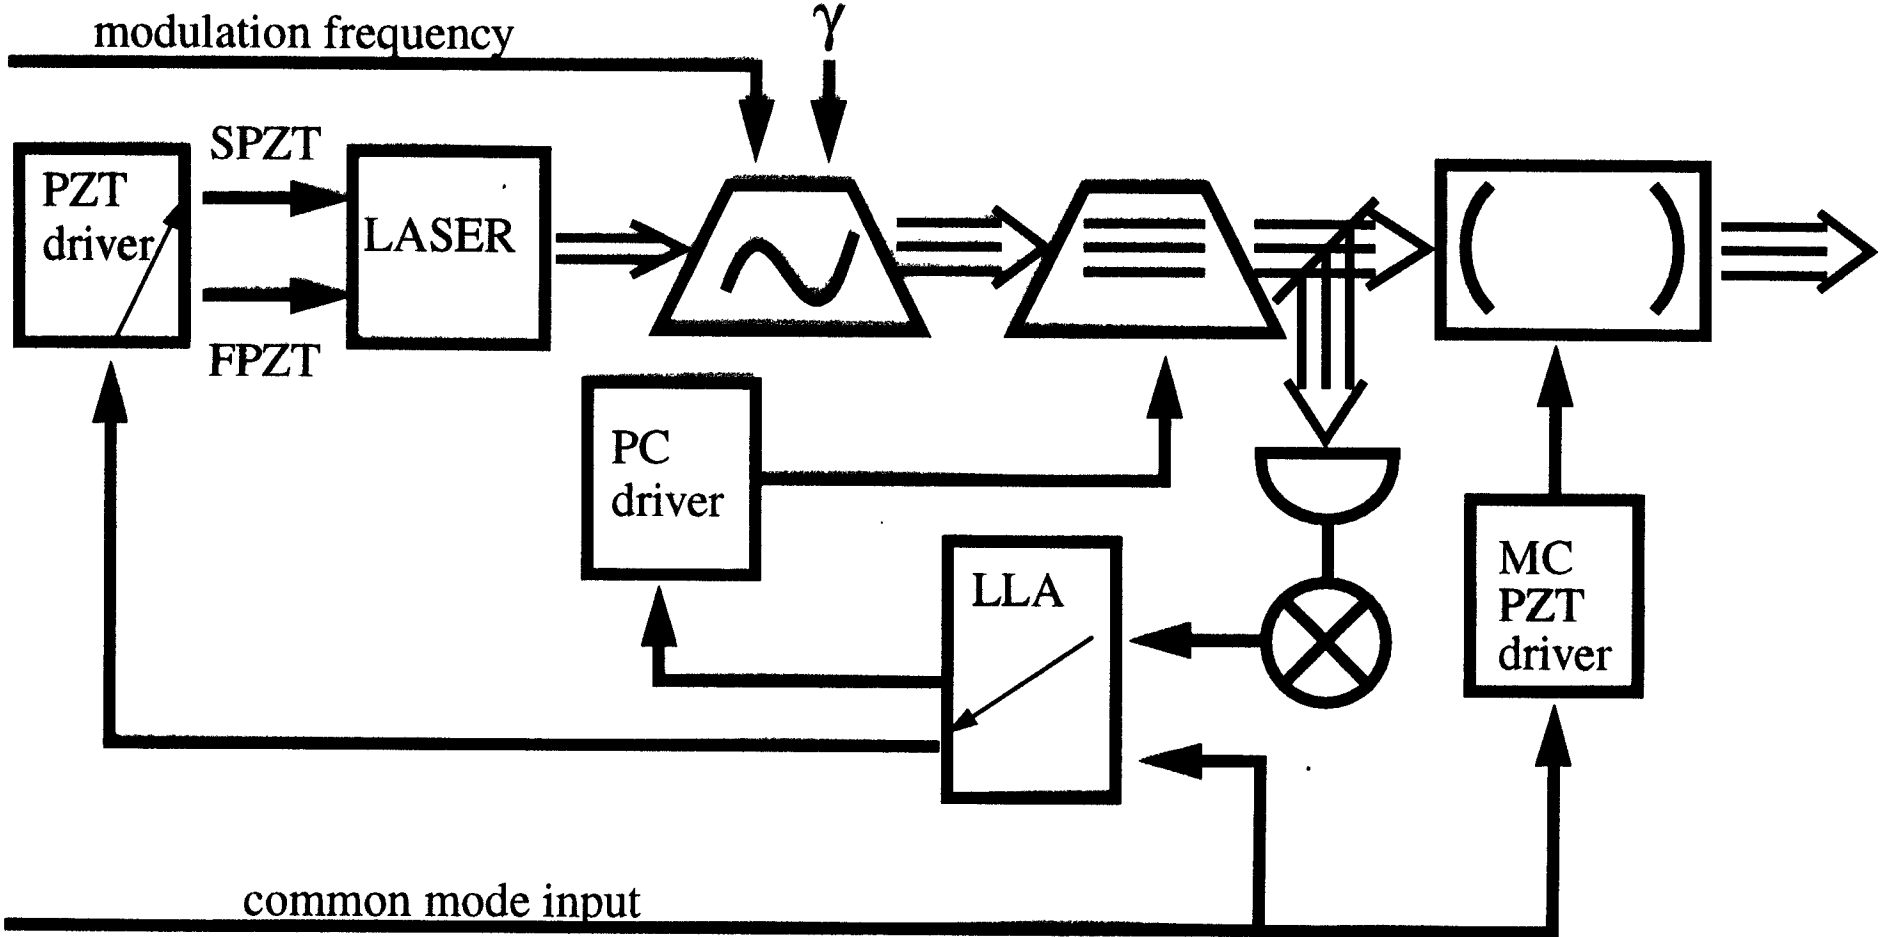 modulation frequency
γ
SPZT
PZT
driver
LASER
FPZT
PC
driver
LLA
MC
PZT
driver
common mode input